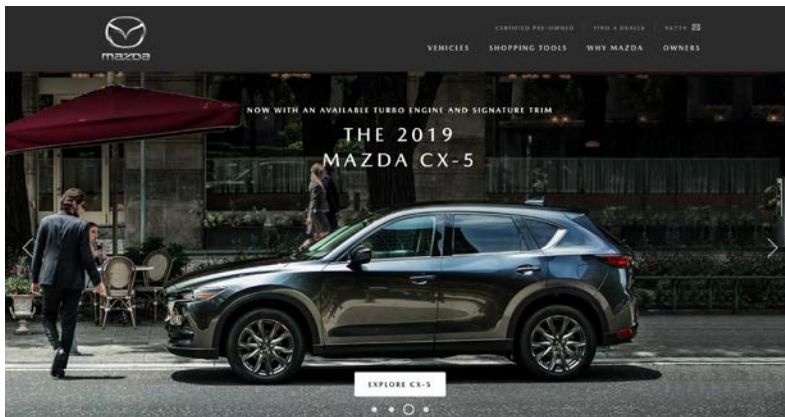 CERTIFIED PRE-OWNED FIND A DEALER
mazda
VEHICLES SHOPPING TOOLS WHY MAZDA OWNERS
NOW WITH AN AVAILABLE TURBO ENGINE AND SIGNATURE TRIM
THE 2019
MAZDA CX-5
EXPLORE CX-5